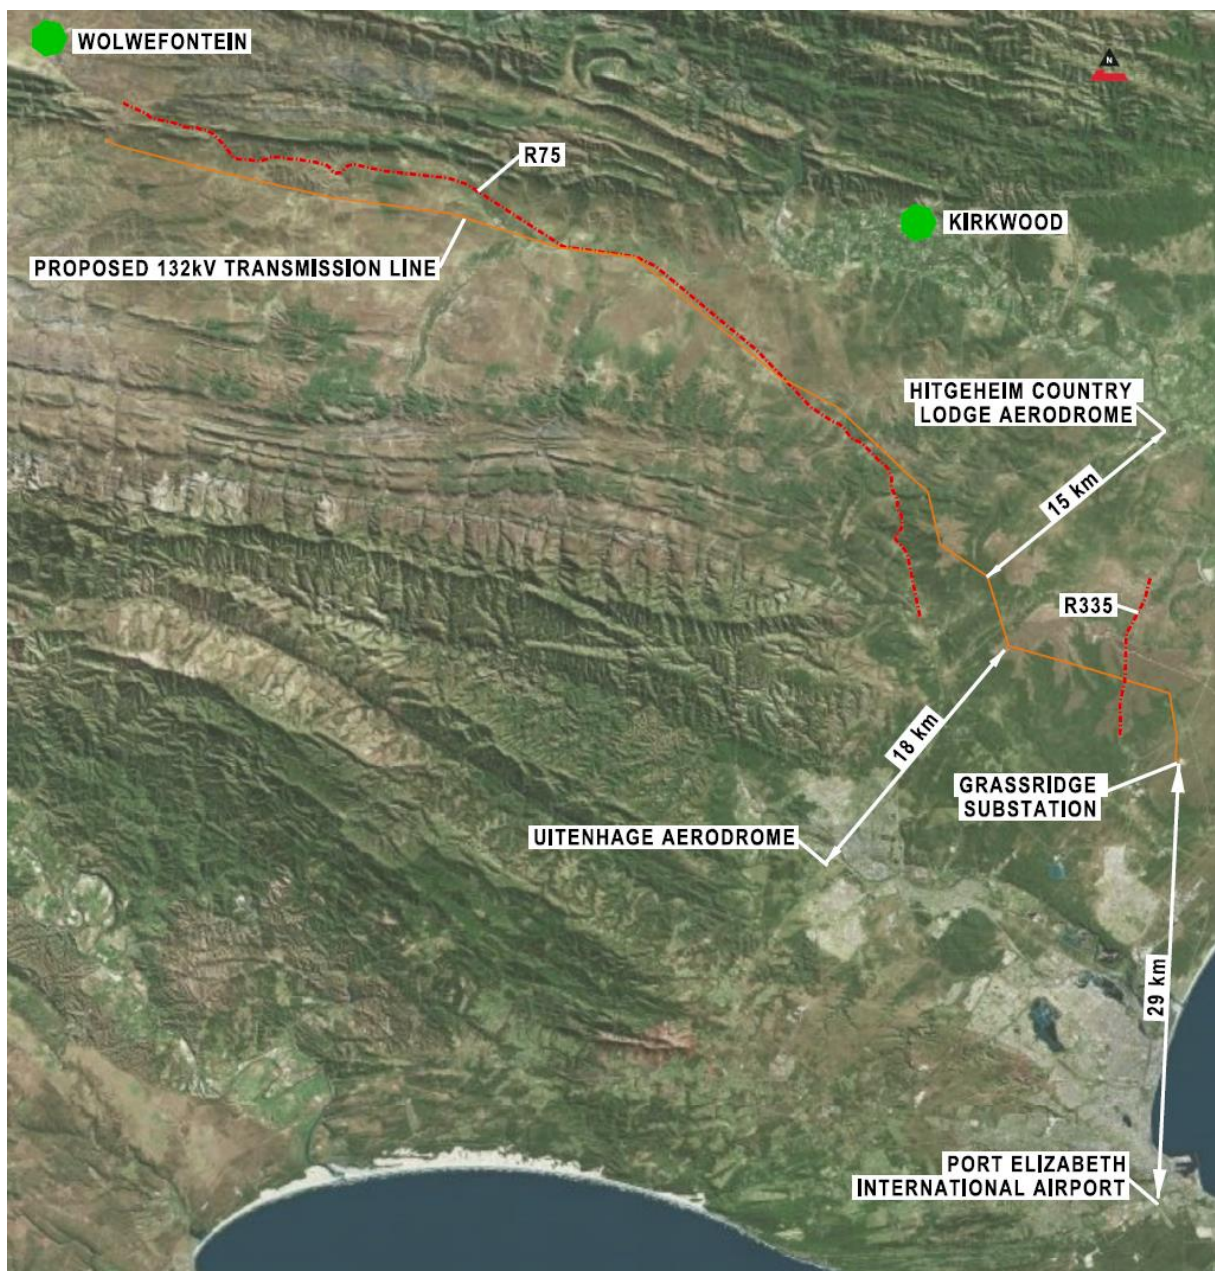 WOLWEFONTEIN
N
R75
KIRKWOOD
PROPOSED 132kV TRANSMISSION LINE
HITGEHEIM COUNTRY
LODGE AERODROME
15 km
R335
18 km
GRASSRIDGE
SUBSTATION
UITENHAGE AERODROME
29 km
PORT ELIZABETH
INTERNATIONAL AIRPORT